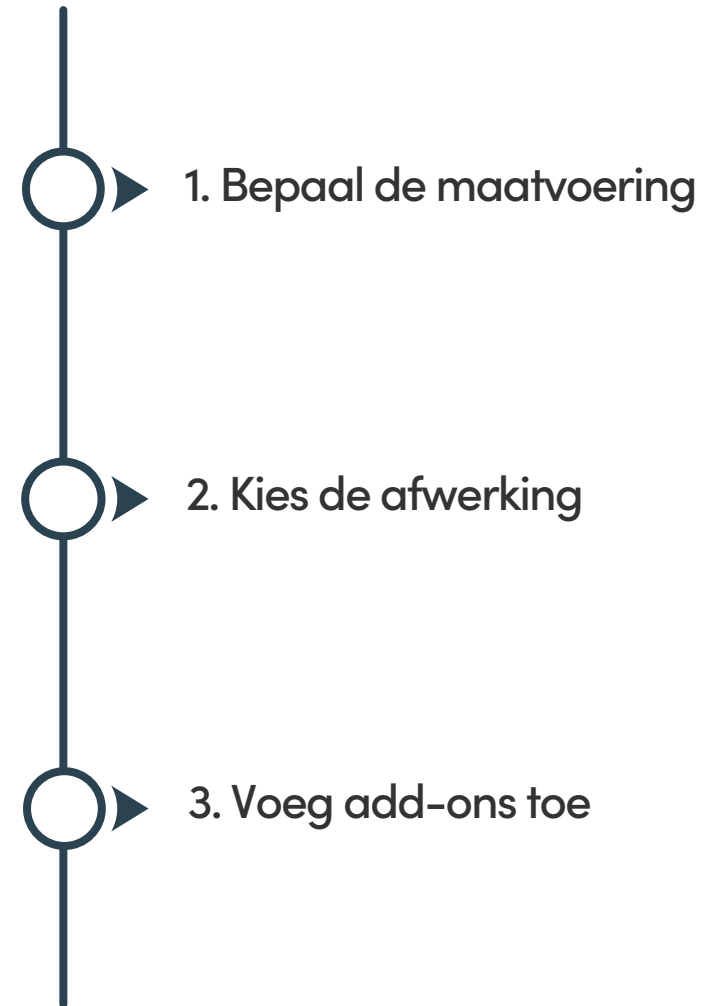 1. Bepaal de maatvoering
2. Kies de afwerking
3. Voeg add-ons toe